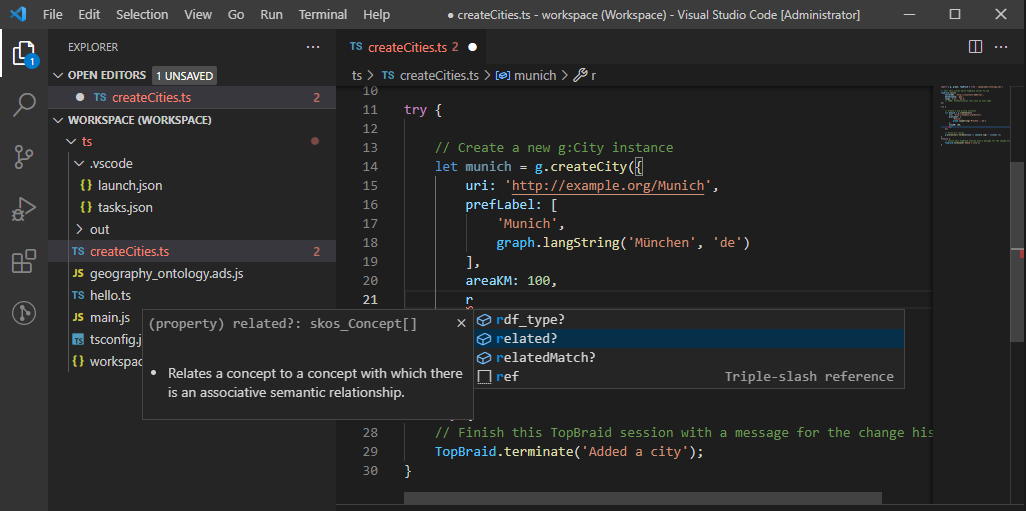 File Edit Selection View Go Run Terminal Help
● createCities.ts - workspace (Workspace) - Visual Studio Code [Administrator]
EXPLORER
OPEN EDITORS 1 UNSAVED
● TS createCities.ts 2
WORKSPACE (WORKSPACE)
ts
.vscode
{} launch.json
{} tasks.json
out
TS createCities.ts 2
JS geography_ontology.ads.js
TS hello.ts
JS main.js
TS tsconfig.j
{} workspac
1
TS createCities.ts 2 ●
ts > TS createCities.ts > munich > r
10
11 try {
12
13 // Create a new g:City instance
14 let munich = g.createCity({
15 uri: 'http://example.org/Munich',
16 prefLabel: [
17 'Munich',
18 graph.langString('München', 'de')
19 ],
20 areaKM: 100,
21 r
(property) related?: skos_Concept[] ×
• Relates a concept to a concept with which there
is an associative semantic relationship.
rdf_type?
related?
relatedMatch?
ref Triple-slash reference
28 // Finish this TopBraid session with a message for the change his
29 TopBraid.terminate('Added a city');
30 }